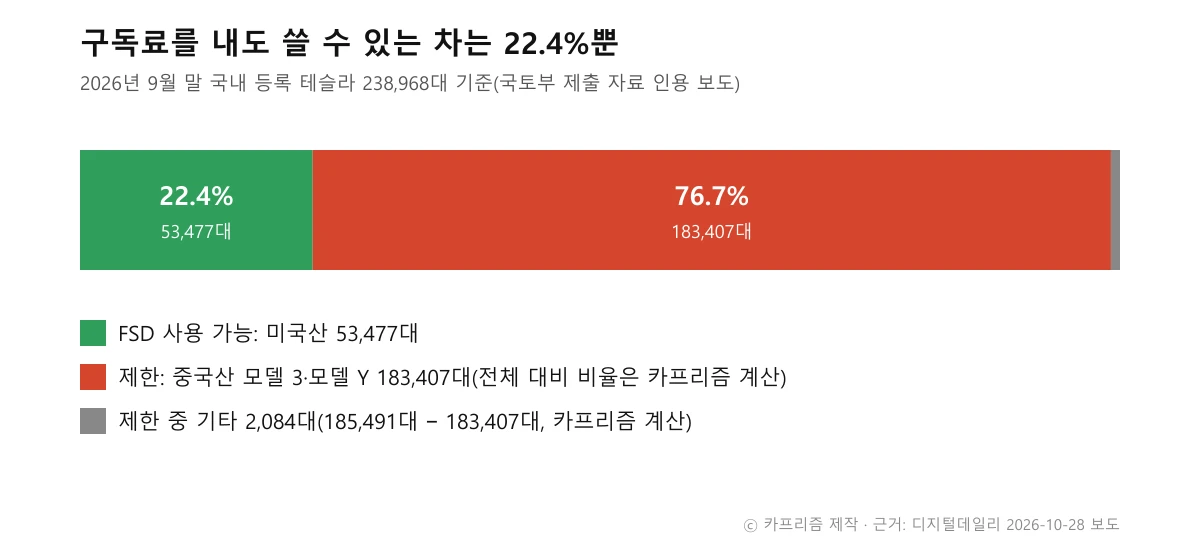 구독료를 내도 쓸 수 있는 차는 22.4%뿐
2026년 9월 말 국내 등록 테슬라 238,968대 기준(국토부 제출 자료 인용 보도)
22.4%
53,477대
76.7%
183,407대
FSD 사용 가능: 미국산 53,477대
제한: 중국산 모델 3·모델 Y 183,407대(전체 대비 비율은 카프리즘 계산)
제한 중 기타 2,084대(185,491대 − 183,407대, 카프리즘 계산)
ⓒ 카프리즘 제작 · 근거: 디지털데일리 2026-10-28 보도